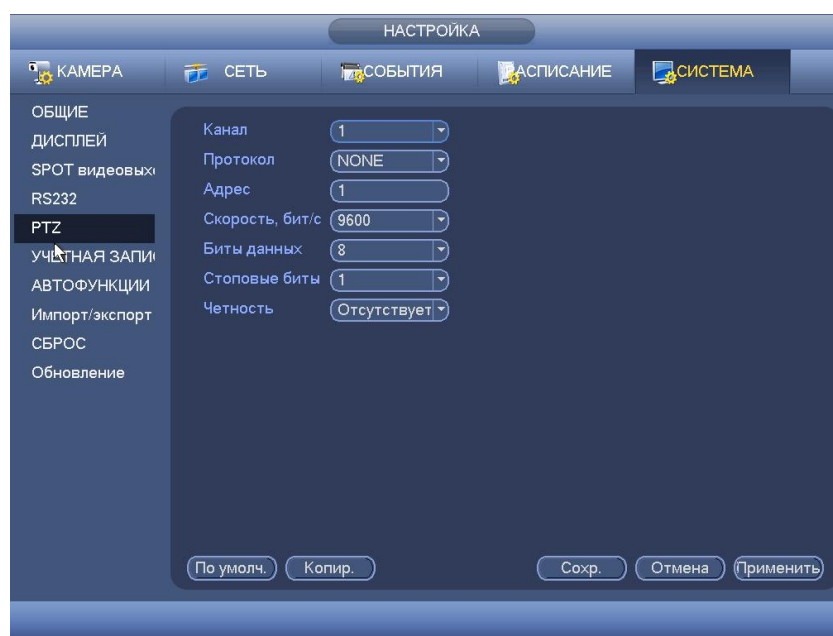 НАСТРОЙКА
КАМЕРА СЕТЬ СОБЫТИЯ РАСПИСАНИЕ СИСТЕМА
ОБЩИЕ
ДИСПЛЕЙ
SPOT видеовых
RS232
PTZ
УЧЕТНАЯ ЗАПИ
АВТОФУНКЦИИ
Импорт/экспорт
СБРОС
Обновление
Канал 1
Протокол NONE
Адрес 1
Скорость, бит/с 9600
Биты данных 8
Стоповые биты 1
Четность Отсутствует
По умолч. Копир. Сохр. Отмена Применить